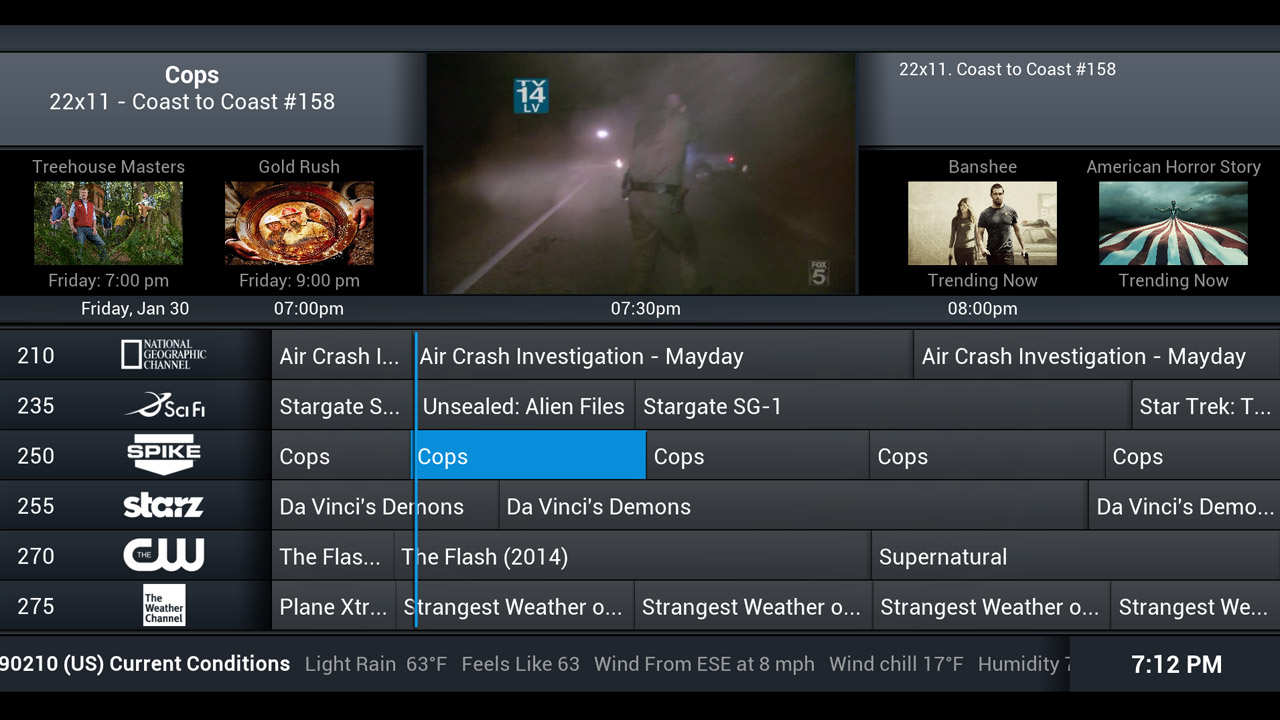 Cops
22x11 - Coast to Coast #158
TV
14
LV
FOX
5
22x11. Coast to Coast #158
Treehouse Masters
Friday: 7:00 pm
Gold Rush
Friday: 9:00 pm
Banshee
Trending Now
American Horror Story
Trending Now
Friday, Jan 30 07:00pm 07:30pm 08:00pm
210 NATIONAL GEOGRAPHIC CHANNEL Air Crash I... Air Crash Investigation - Mayday Air Crash Investigation - Mayday
235 SCI FI Stargate S... Unsealed: Alien Files Stargate SG-1 Star Trek: T...
250 SPIKE Cops Cops Cops Cops Cops
255 starz Da Vinci's Demons Da Vinci's Demons Da Vinci's Demo...
270 THE CW The Flas... The Flash (2014) Supernatural
275 The Weather Channel Plane Xtr... Strangest Weather o... Strangest Weather o... Strangest Weather o... Strangest We...
90210 (US) Current Conditions Light Rain 63°F Feels Like 63 Wind From ESE at 8 mph Wind chill 17°F Humidity 7:12 PM